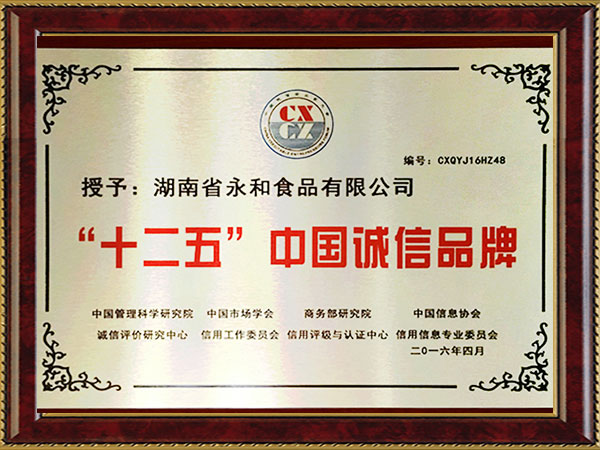 CX
CZ
编号：CXQYJ16HZ48
授予：湖南省永和食品有限公司
“十二五”中国诚信品牌
中国管理科学研究院 中国市场学会 商务部研究院 中国信息协会
诚信评价研究中心 信用工作委员会 信用评级与认证中心 信用信息专业委员会
二〇一六年四月